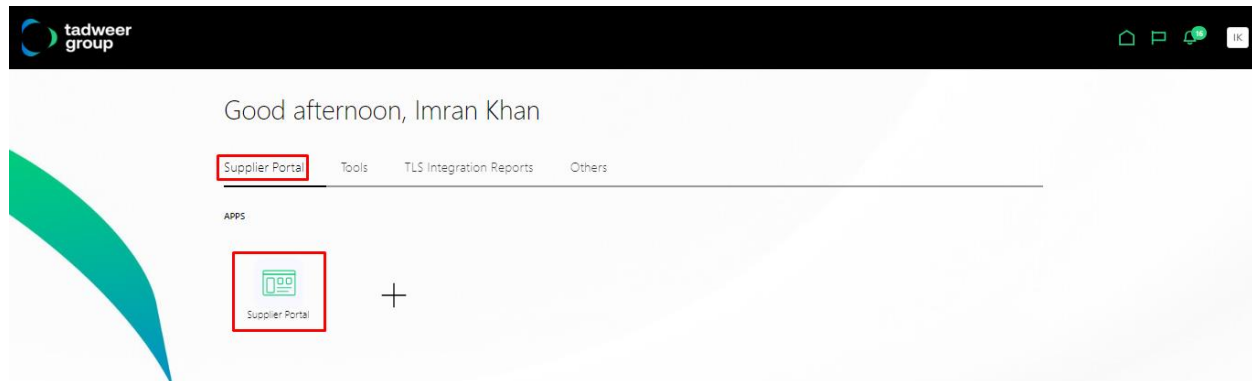 tadweer
group
16
IK
Good afternoon, Imran Khan
Supplier Portal Tools TLS Integration Reports Others
APPS
Supplier Portal